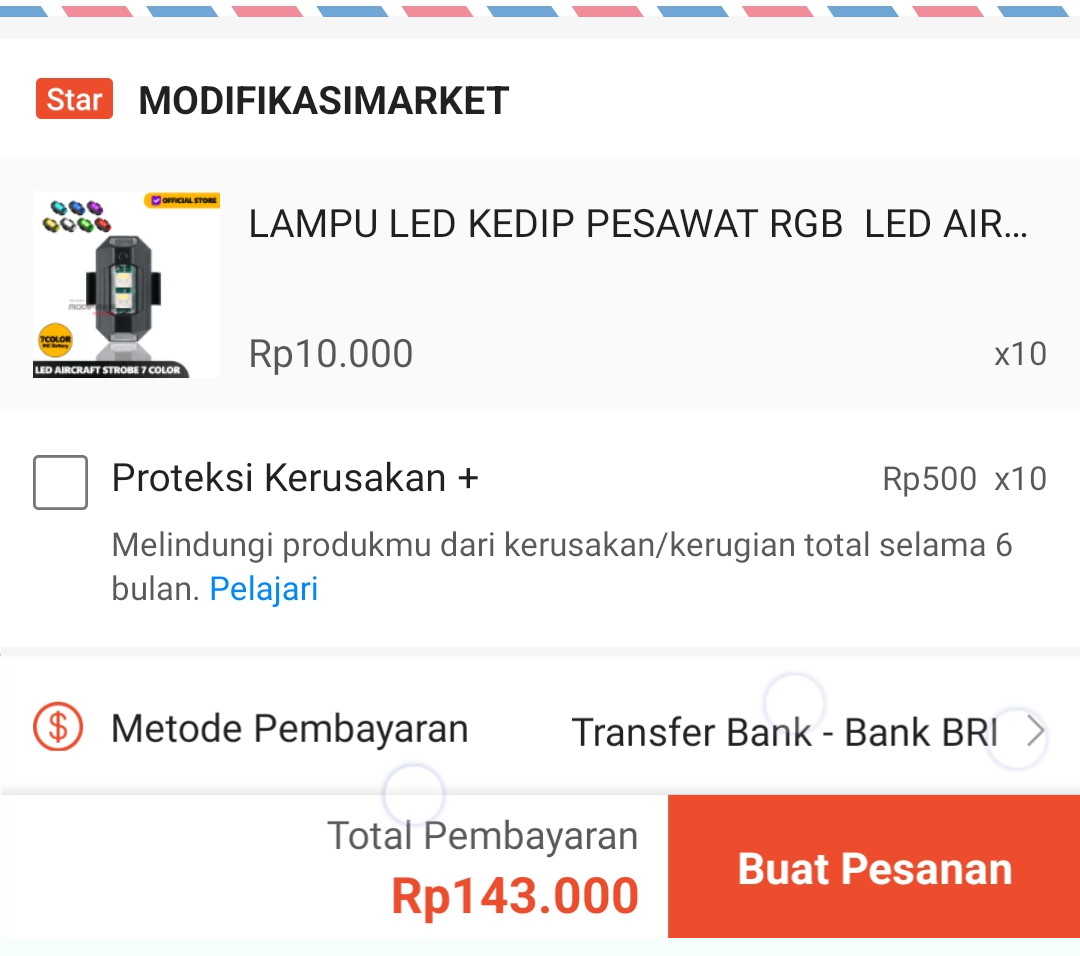 Star MODIFIKASIMARKET
OFFICIAL STORE
7COLOR
LED AIRCRAFT STROBE 7 COLOR
LAMPU LED KEDIP PESAWAT RGB LED AIR...
Rp10.000 x10
Proteksi Kerusakan + Rp500 x10
Melindungi produkmu dari kerusakan/kerugian total selama 6
bulan. Pelajari
Metode Pembayaran Transfer Bank - Bank BRI
Total Pembayaran
Rp143.000
Buat Pesanan